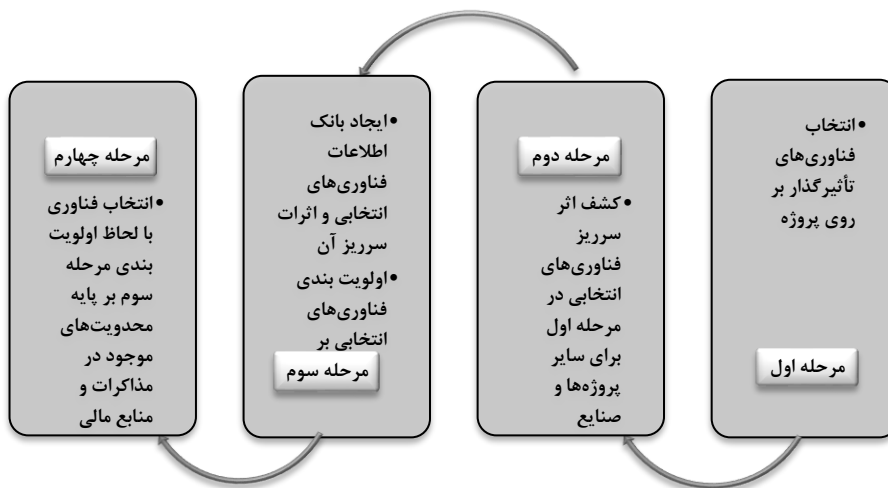 • انتخاب
فناوری‌های
تأثیرگذار بر
روی پروژه
مرحله اول
مرحله دوم
• کشف اثر
سرریز
فناوری‌های
انتخابی در
مرحله اول
برای سایر
پروژه‌ها و
صنایع
• ایجاد بانک
اطلاعات
فناوری‌های
انتخابی و اثرات
سرریز آن
• اولویت بندی
فناوری‌های
انتخابی بر
مرحله سوم
مرحله چهارم
• انتخاب فناوری
با لحاظ اولویت
بندی مرحله
سوم بر پایه
محدویت‌های
موجود در
مذاکرات و
منابع مالی